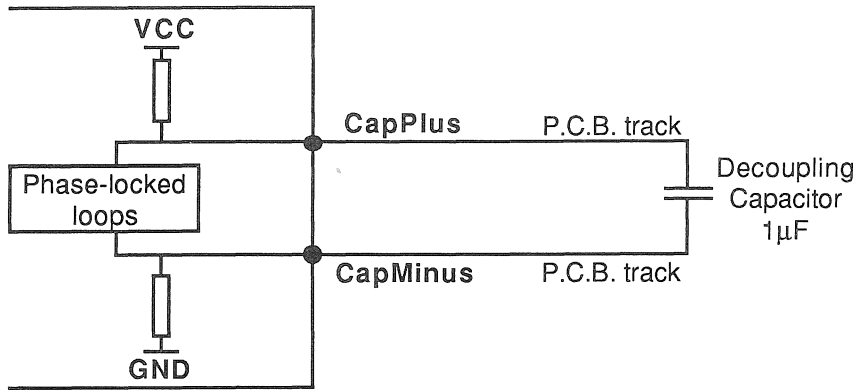 VCC
CapPlus
P.C.B. track
Phase-locked
loops
Decoupling
Capacitor
1μF
CapMinus
P.C.B. track
GND